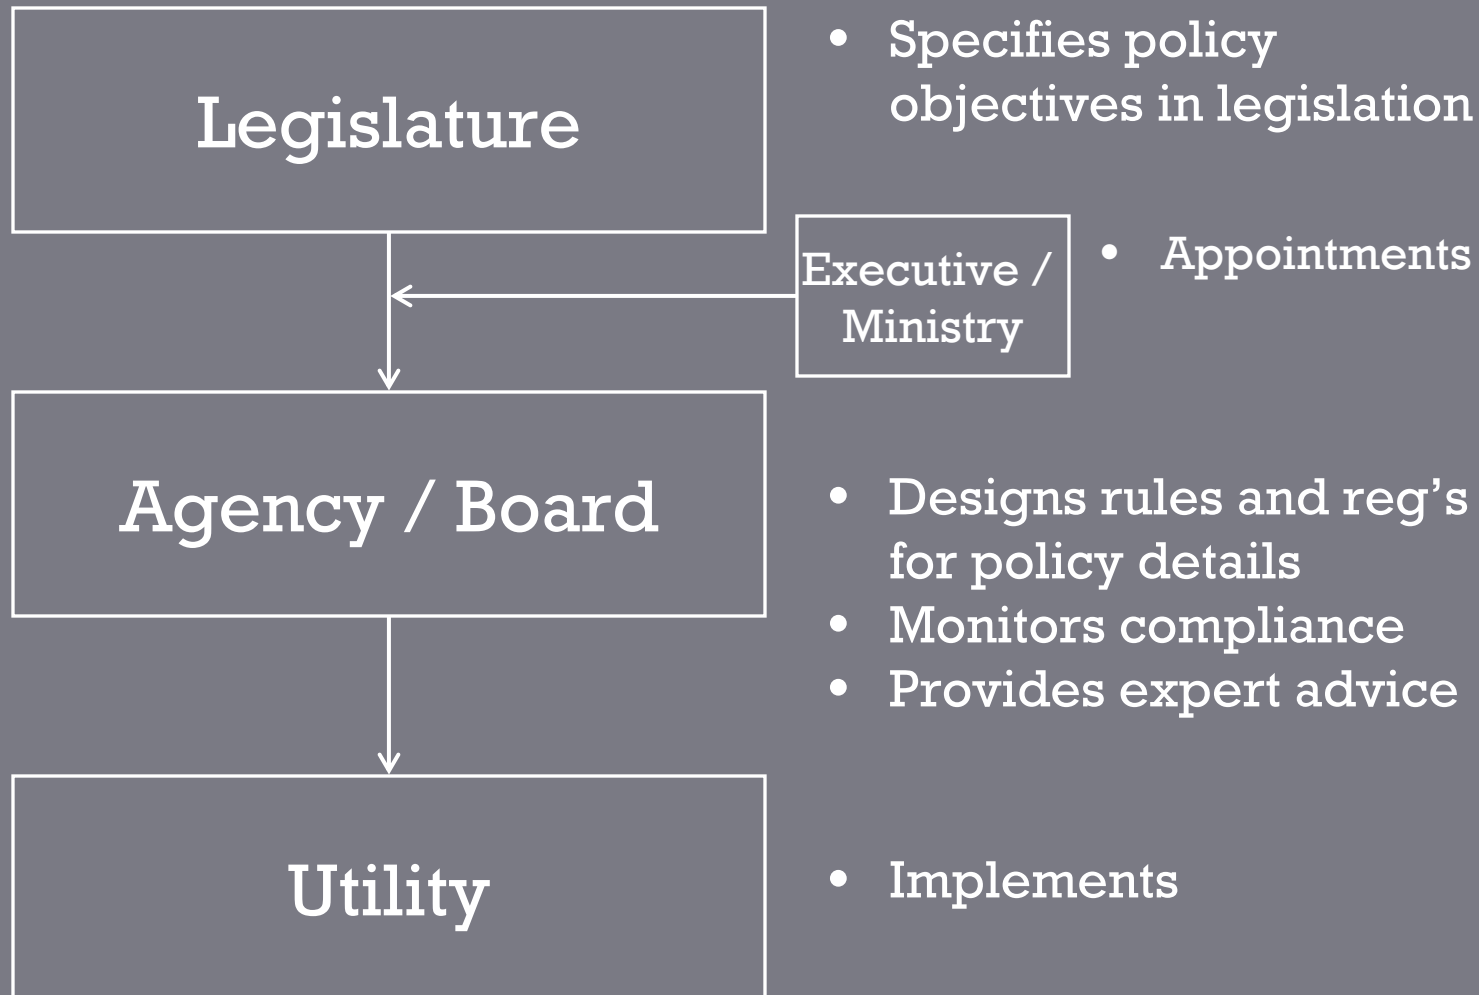 Legislature
• Specifies policy
objectives in legislation
Executive /
Ministry
• Appointments
Agency / Board
• Designs rules and reg’s
for policy details
• Monitors compliance
• Provides expert advice
Utility
• Implements